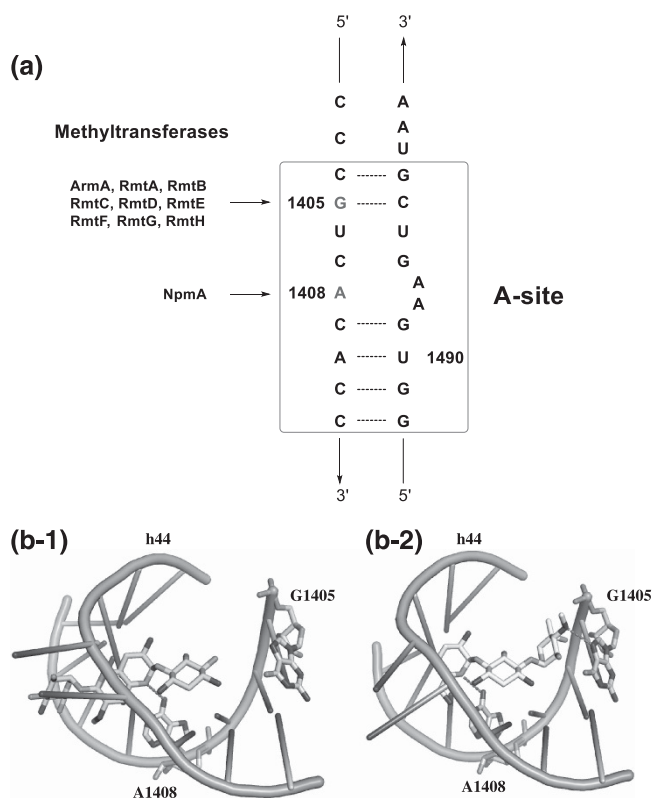 (a)
5' 3'
C A
C A
U
Methyltransferases
C ------- G
ArmA, RmtA, RmtB
RmtC, RmtD, RmtE
RmtF, RmtG, RmtH
1405 G ------- C
U U
C G
NpmA
1408 A A
A
A-site
C ------- G
A ------- U 1490
C ------- G
C ------- G
3' 5'
(b-1)
h44
G1405
A1408
(b-2)
h44
G1405
A1408